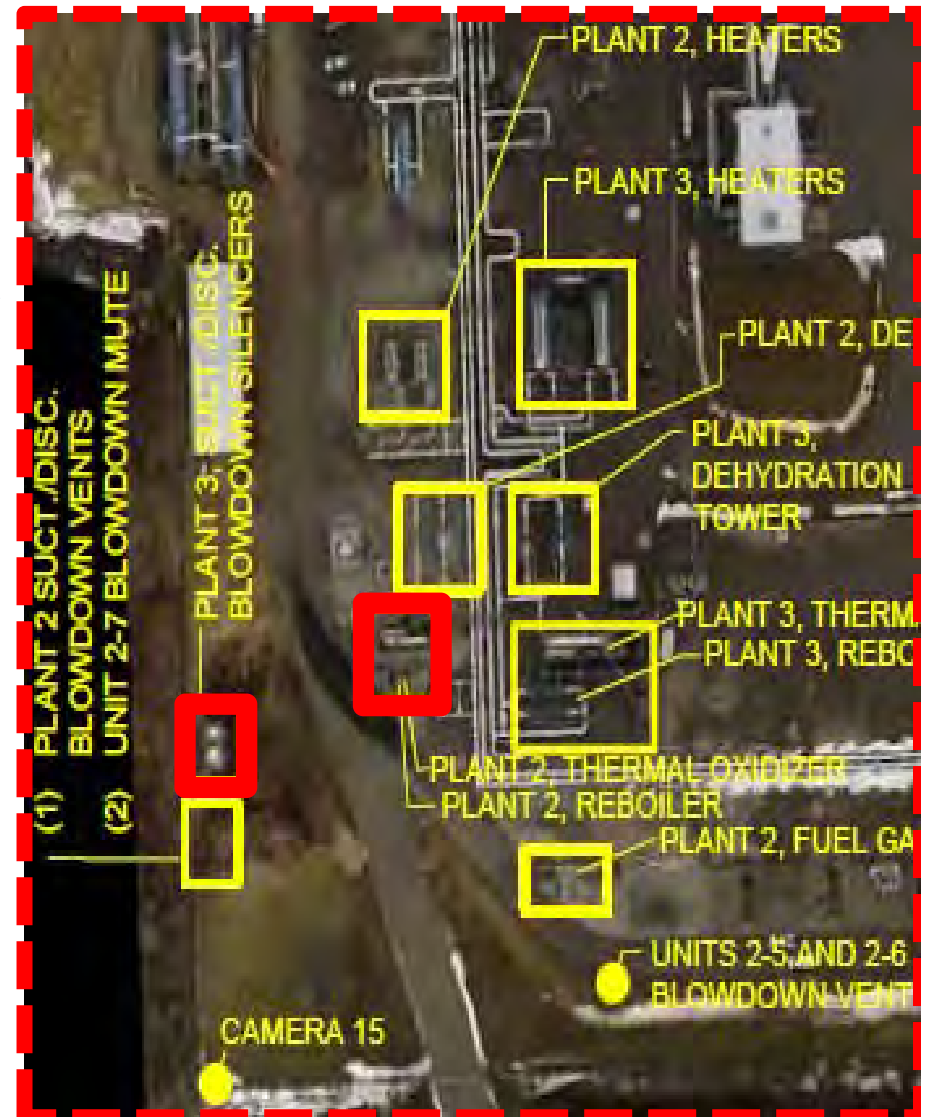 PLANT 2, HEATERS
PLANT 3, HEATERS
PLANT 2, DE
PLANT 3,
DEHYDRATION
TOWER
PLANT 3, SUCT./DISC.
BLOWDOWN SILENCERS
(1) PLANT 2 SUCT./DISC.
BLOWDOWN VENTS
(2) UNIT 2-7 BLOWDOWN MUTE
PLANT 3, THERMA
PLANT 3, REBO
PLANT 2, THERMAL OXIDIZER
PLANT 2, REBOILER
PLANT 2, FUEL GA
UNITS 2-5 AND 2-6
BLOWDOWN VENT
CAMERA 15